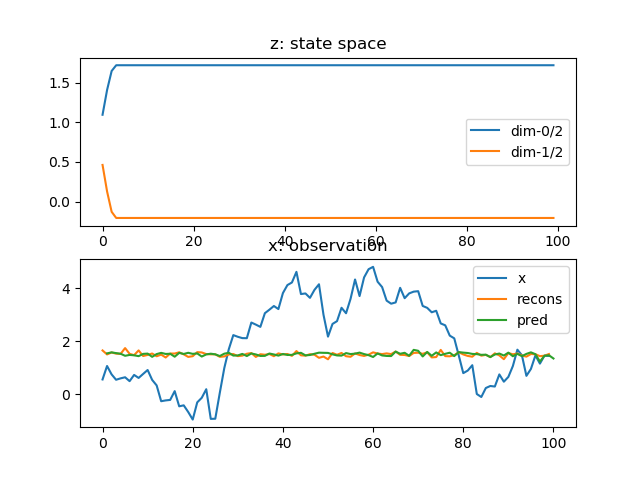 z: state space
1.5
1.0
0.5
0.0
dim-0/2
dim-1/2
0 20 40 60 80 100
x: observation
4
2
0
x
recons
pred
0 20 40 60 80 100